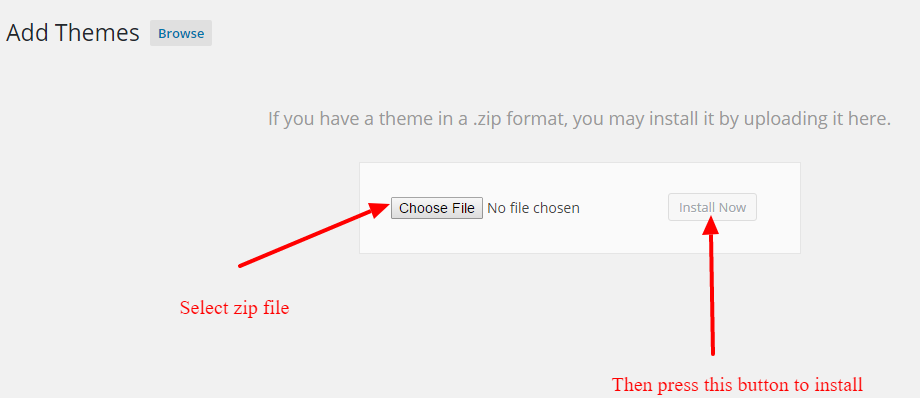 Add Themes Browse
If you have a theme in a .zip format, you may install it by uploading it here.
Choose File No file chosen Install Now
Select zip file
Then press this button to install